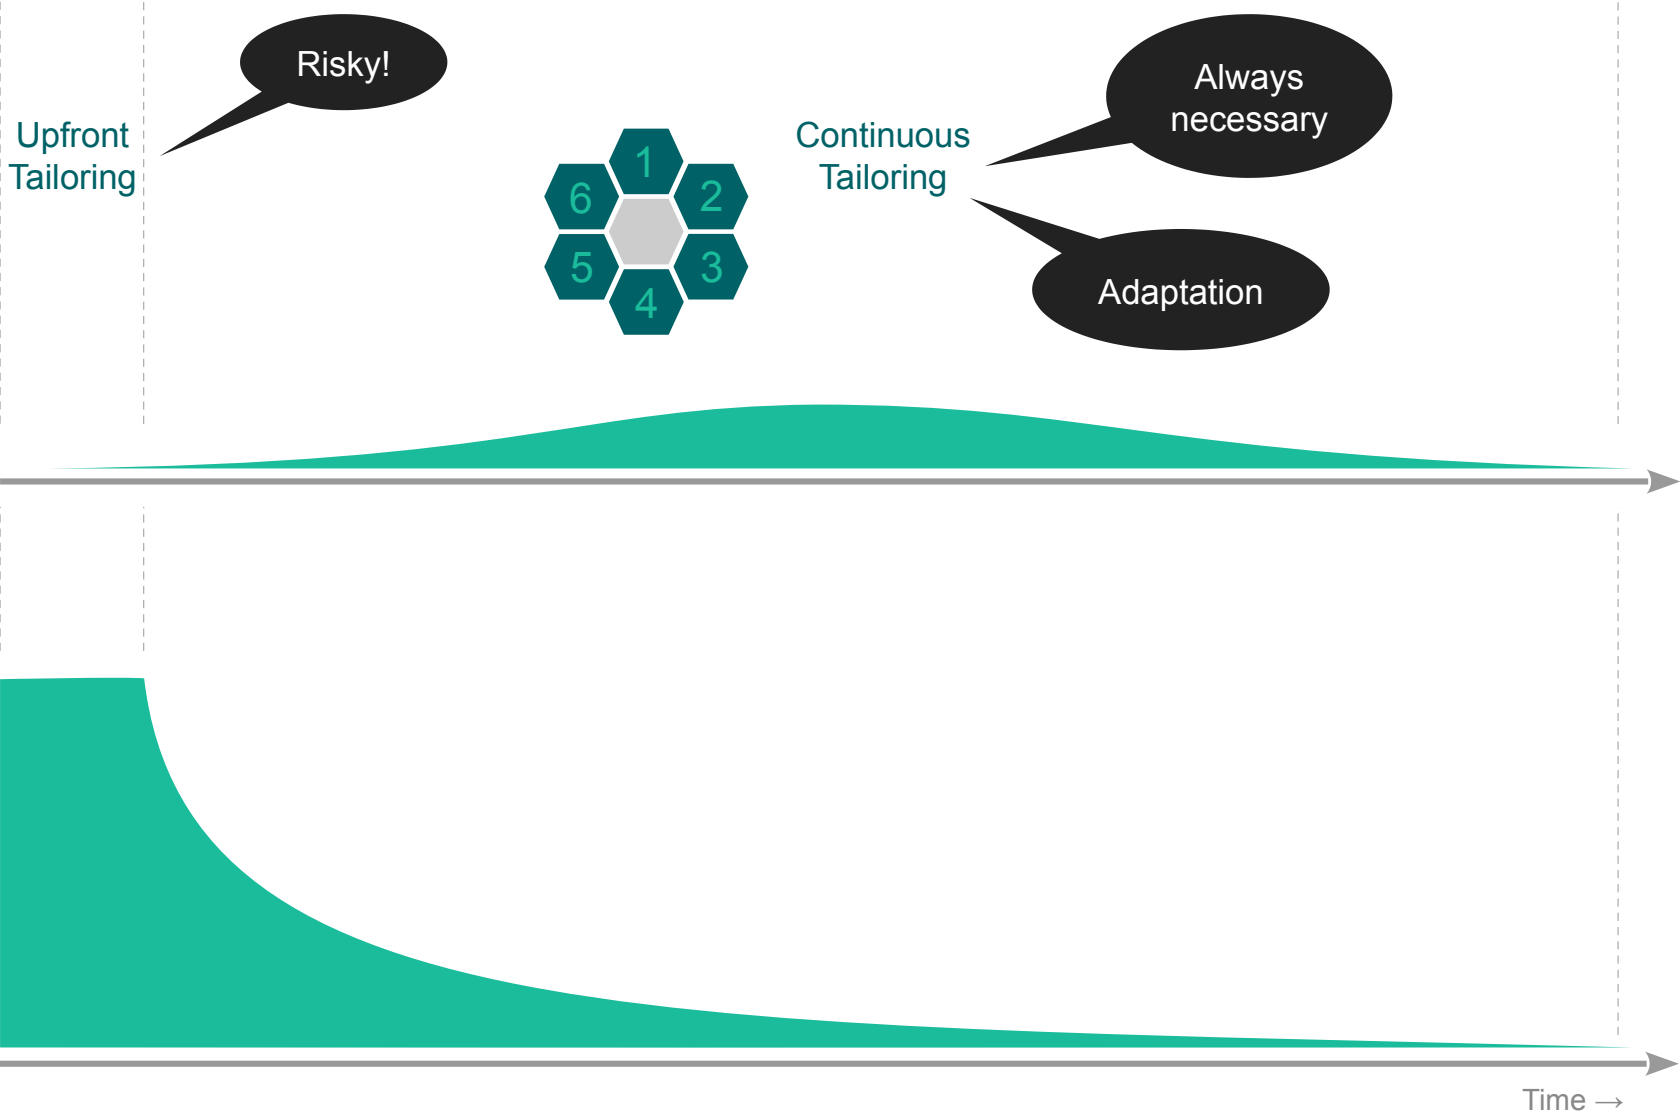 Risky!
Upfront
Tailoring
1
2
3
4
5
6
Continuous
Tailoring
Always
necessary
Adaptation
Time →